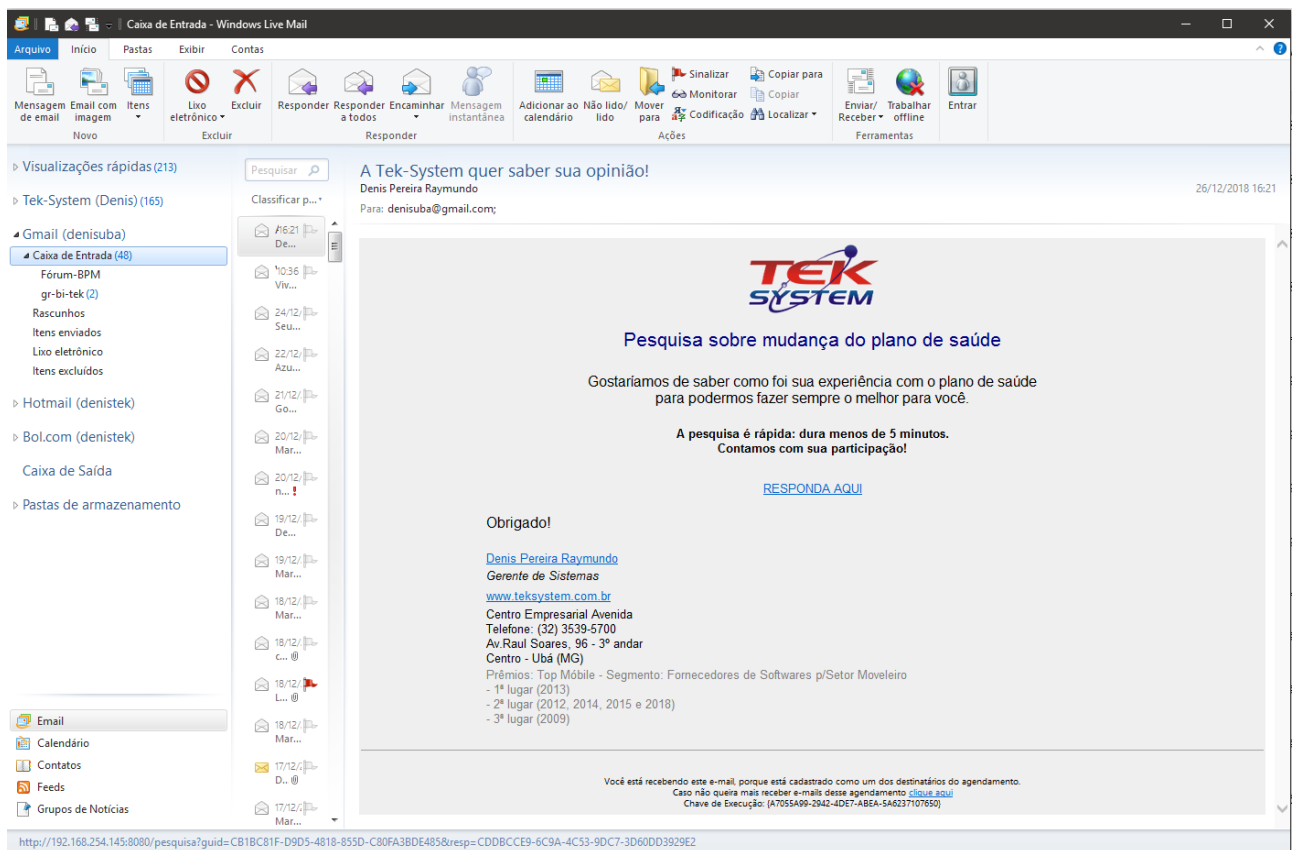 Caixa de Entrada - Windows Live Mail
Arquivo Início Pastas Exibir Contas
Mensagem de email
Email com imagem
Itens
Novo
Lixo eletrônico
Excluir
Excluir
Responder
Responder a todos
Encaminhar
Mensagem instantânea
Responder
Adicionar ao calendário
Não lido/ lido
Mover para
Sinalizar
Monitorar
Codificação
Copiar para
Copiar
Localizar
Ações
Enviar/ Receber
Trabalhar offline
Ferramentas
Entrar
Visualizações rápidas (213)
Tek-System (Denis) (165)
Gmail (denisuba)
Caixa de Entrada (48)
Fórum-BPM
gr-bi-tek (2)
Rascunhos
Itens enviados
Lixo eletrônico
Itens excluídos
Hotmail (denistek)
Bol.com (denistek)
Caixa de Saída
Pastas de armazenamento
Email
Calendário
Contatos
Feeds
Grupos de Notícias
Pesquisar
Classificar p...
16:21
De...
10:36
Viv...
24/12/
Seu...
22/12/
Azu...
21/12/
Go...
20/12/
Mar...
20/12/
n...
19/12/
De...
19/12/
Mar...
18/12/
Mar...
18/12/
c...
18/12/
L...
18/12/
Mar...
17/12/
D..
17/12/
Mar...
A Tek-System quer saber sua opinião!
Denis Pereira Raymundo
26/12/2018 16:21
Para: denisuba@gmail.com;
TEK
SYSTEM
Pesquisa sobre mudança do plano de saúde
Gostaríamos de saber como foi sua experiência com o plano de saúde
para podermos fazer sempre o melhor para você.
A pesquisa é rápida: dura menos de 5 minutos.
Contamos com sua participação!
RESPONDA AQUI
Obrigado!
Denis Pereira Raymundo
Gerente de Sistemas
www.teksystem.com.br
Centro Empresarial Avenida
Telefone: (32) 3539-5700
Av.Raul Soares, 96 - 3º andar
Centro - Ubá (MG)
Prêmios: Top Móbile - Segmento: Fornecedores de Softwares p/Setor Moveleiro
- 1º lugar (2013)
- 2º lugar (2012, 2014, 2015 e 2018)
- 3º lugar (2009)
Você está recebendo este e-mail, porque está cadastrado como um dos destinatários do agendamento.
Caso não queira mais receber e-mails desse agendamento clique aqui
Chave de Execução: {A7055A99-2942-4DE7-ABEA-5A6237107650}
http://192.168.254.145:8080/pesquisa?guid=CB1BC81F-D9D5-4818-855D-C80FA3BDE485&resp=CDDBCCE9-6C9A-4C53-9DC7-3D60DD3929E2